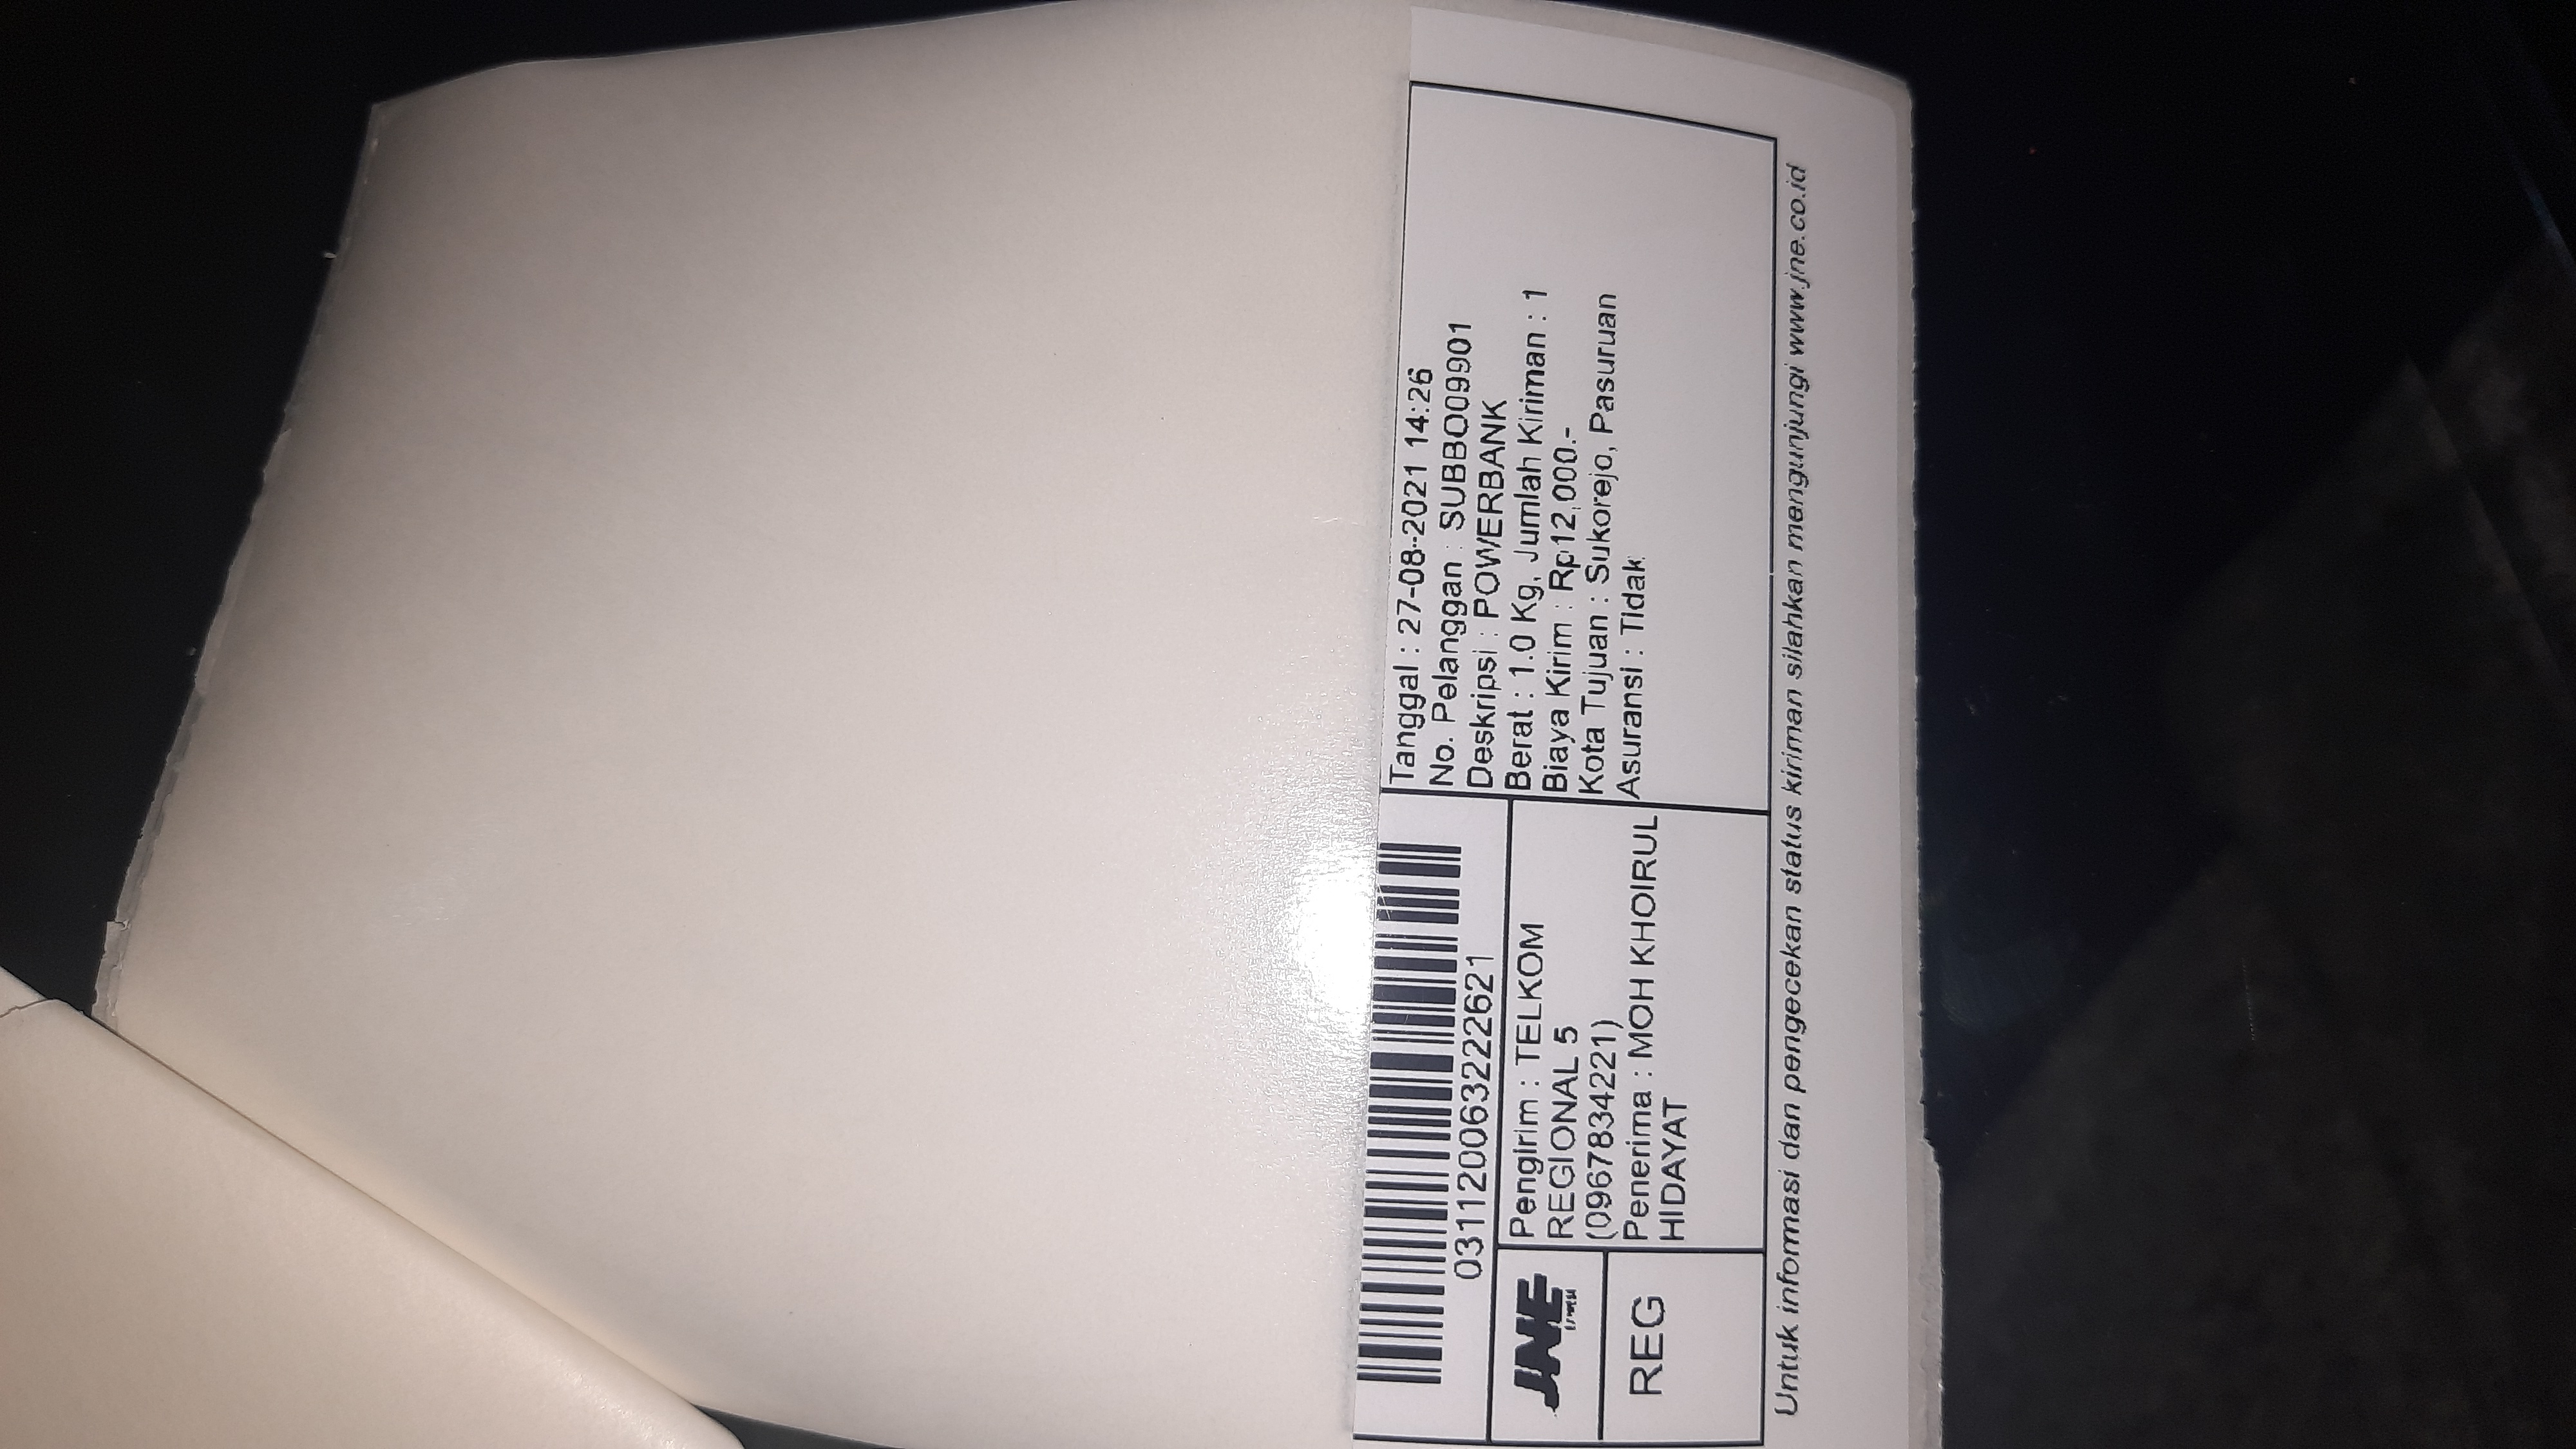 031120063222621
JNE
REG
Pengirim : TELKOM
REGIONAL 5
(0967834221)
Penerima : MOH KHOIRUL
HIDAYAT
Tanggal : 27-08-2021 14:26
No. Pelanggan : SUBBO09901
Deskripsi : POWERBANK
Berat : 1.0 Kg, Jumlah Kiriman : 1
Biaya Kirim : Rp12,000.-
Kota Tujuan : Sukorejo, Pasuruan
Asuransi : Tidak
Untuk informasi dan pengecekan status kiriman silahkan mengunjungi www.jne.co.id